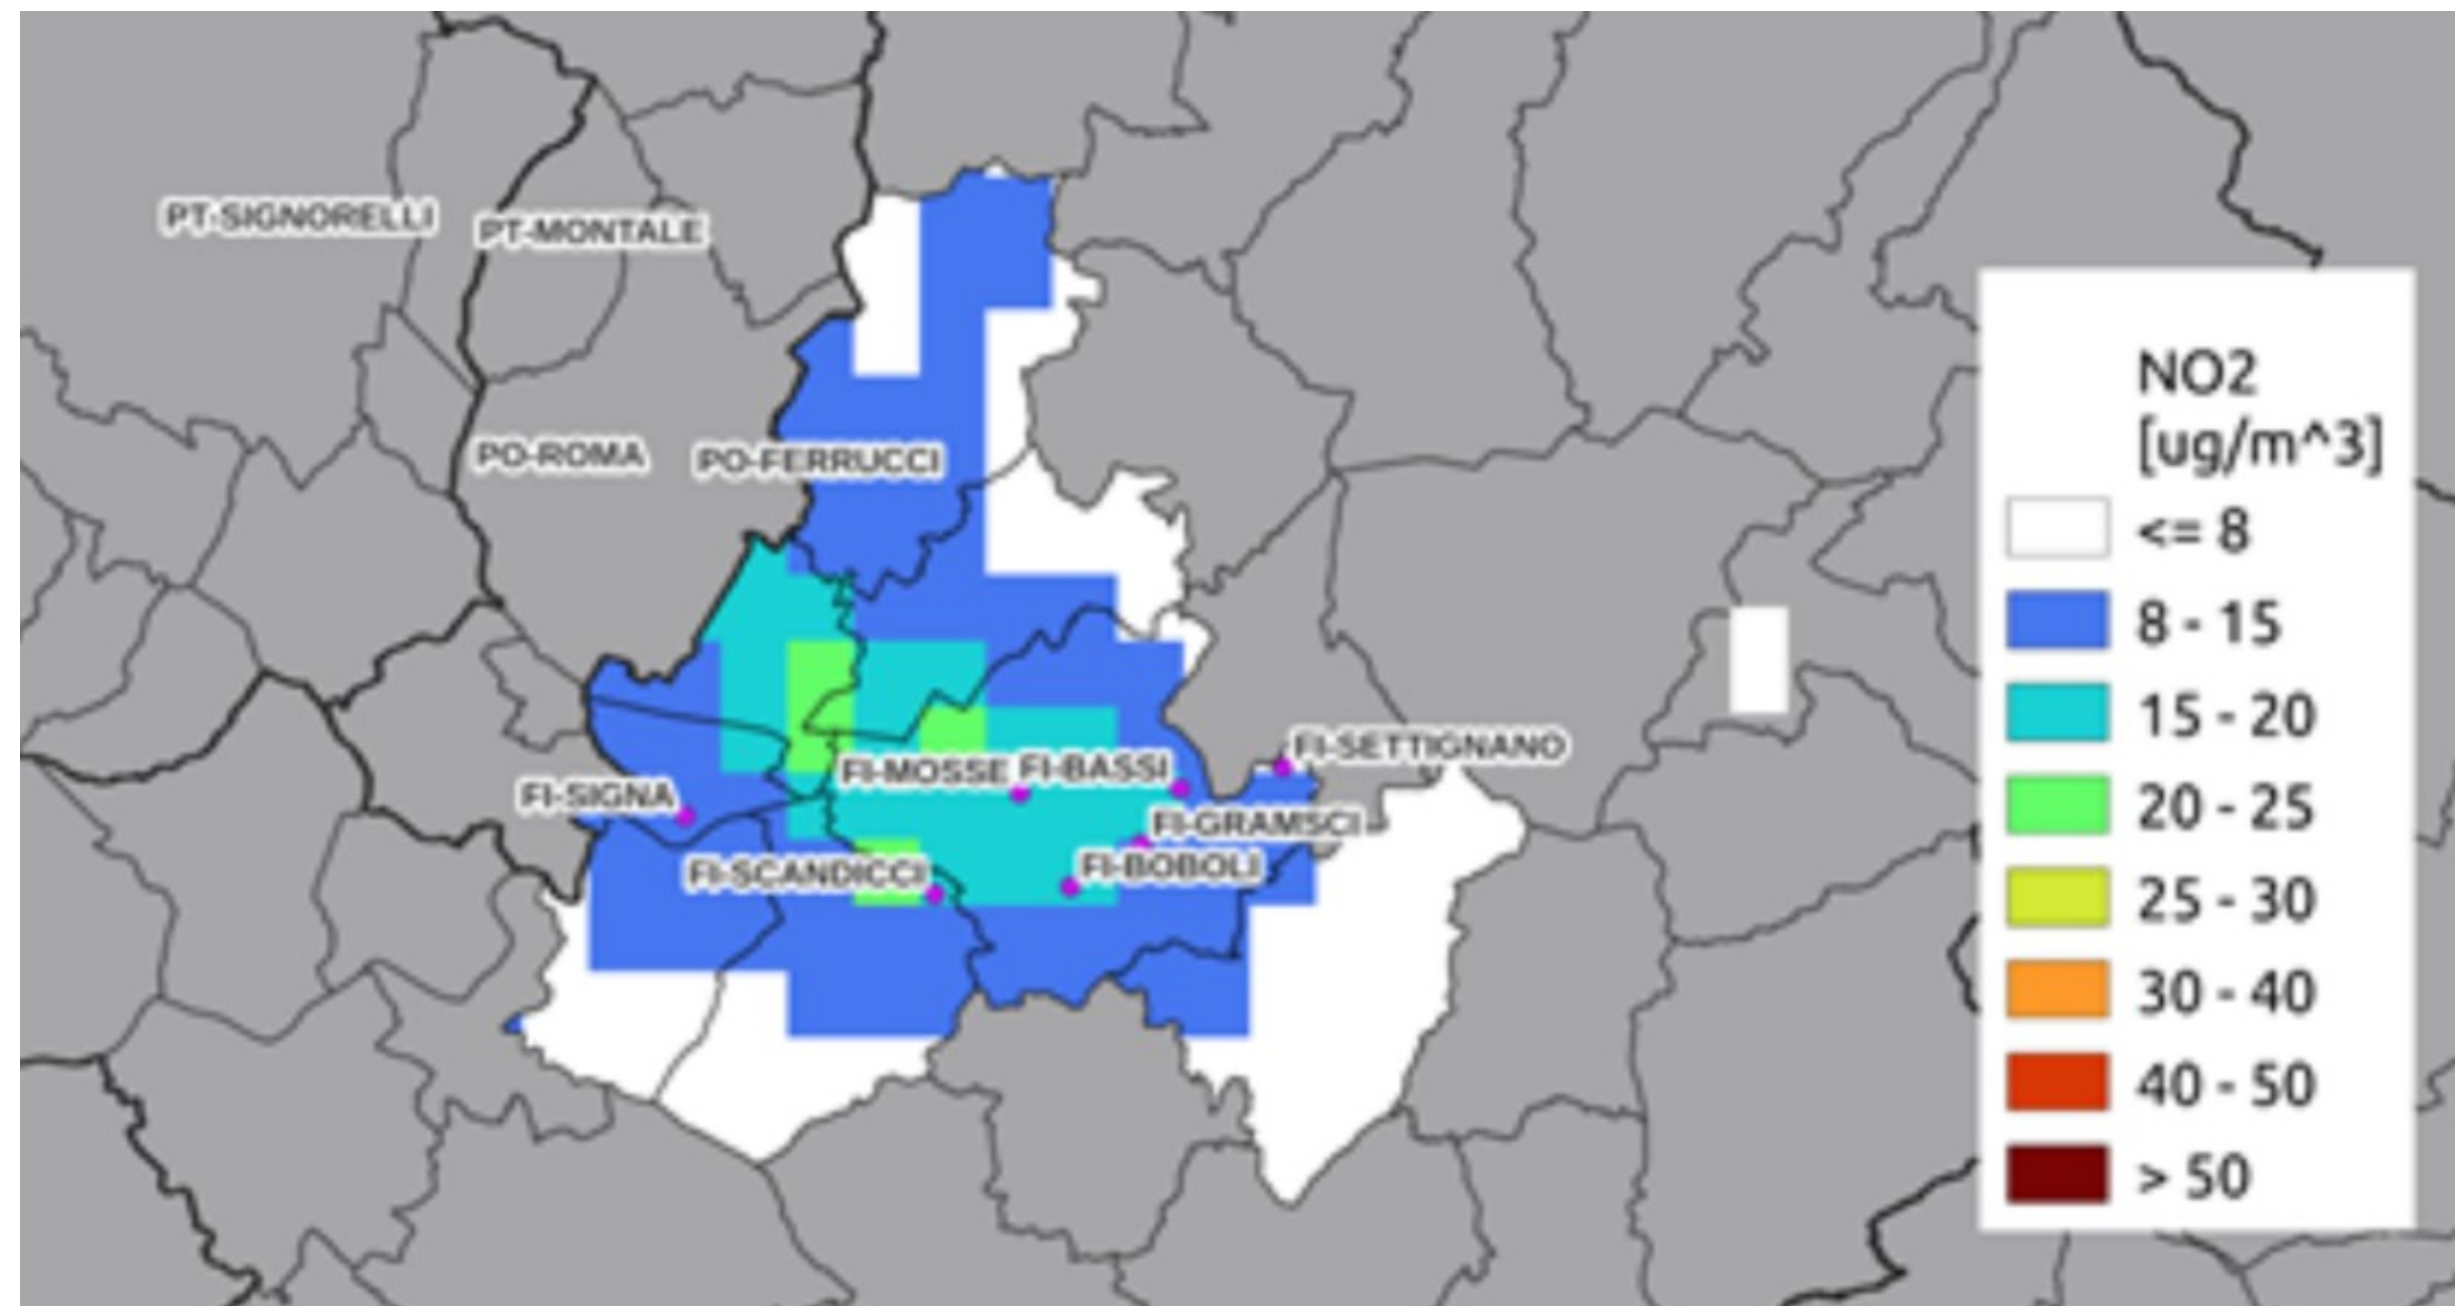 PT-SIGNORELLI
PT-MONTALE
PO-ROMA
PO-FERRUCCI
FI-SETTIGNANO
FI-MOSSE
FI-BASSI
FI-SIGNA
FI-GRAMSCI
FI-SCANDICCI
FI-BOBOLI
NO2
[ug/m^3]
<= 8
8 - 15
15 - 20
20 - 25
25 - 30
30 - 40
40 - 50
> 50